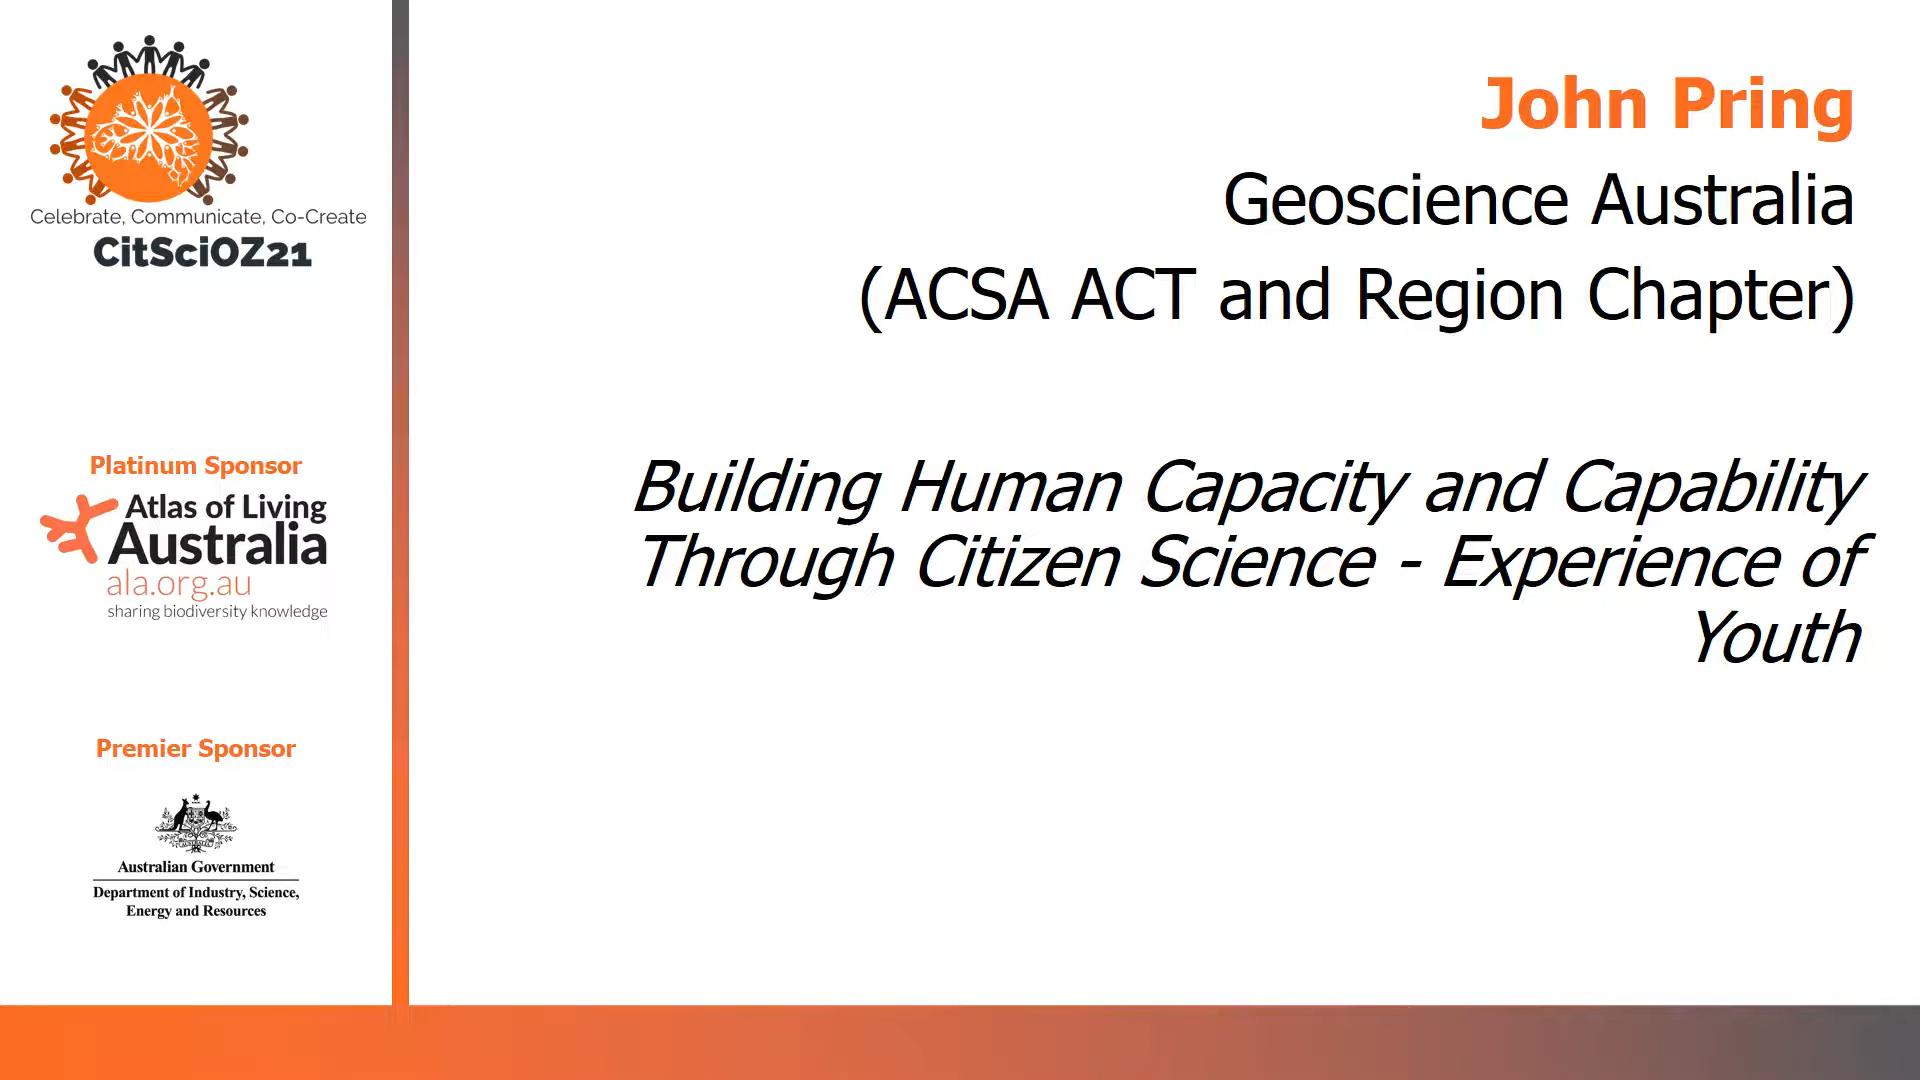 Celebrate, Communicate, Co-Create
CitSciOZ21
Platinum Sponsor
Atlas of Living
Australia
ala.org.au
sharing biodiversity knowledge
Premier Sponsor
Australian Government
Department of Industry, Science,
Energy and Resources
John Pring
Geoscience Australia
(ACSA ACT and Region Chapter)
Building Human Capacity and Capability
Through Citizen Science - Experience of
Youth